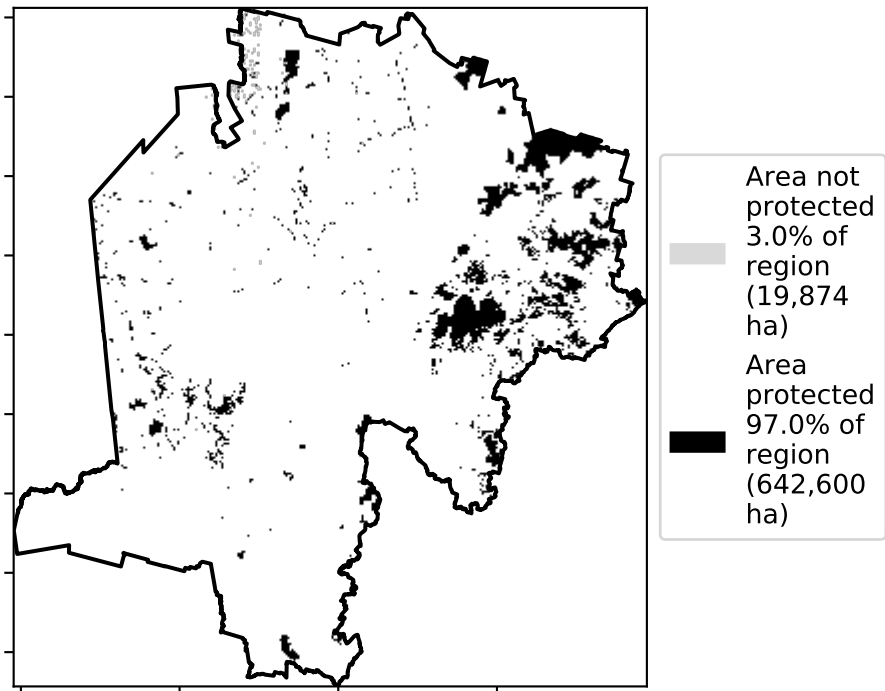 Area not
protected
3.0% of
region
(19,874
ha)
Area
protected
97.0% of
region
(642,600
ha)